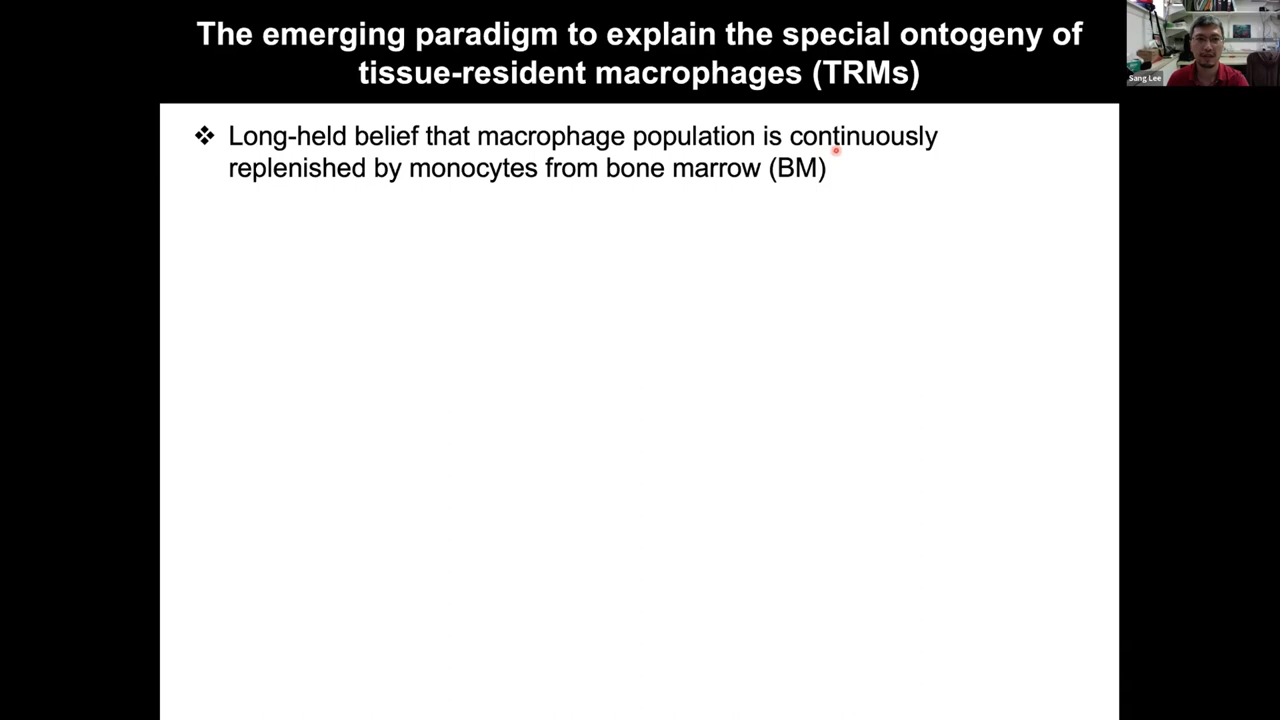 The emerging paradigm to explain the special ontogeny of
tissue-resident macrophages (TRMs)
Sang Lee
❖ Long-held belief that macrophage population is continuously
replenished by monocytes from bone marrow (BM)